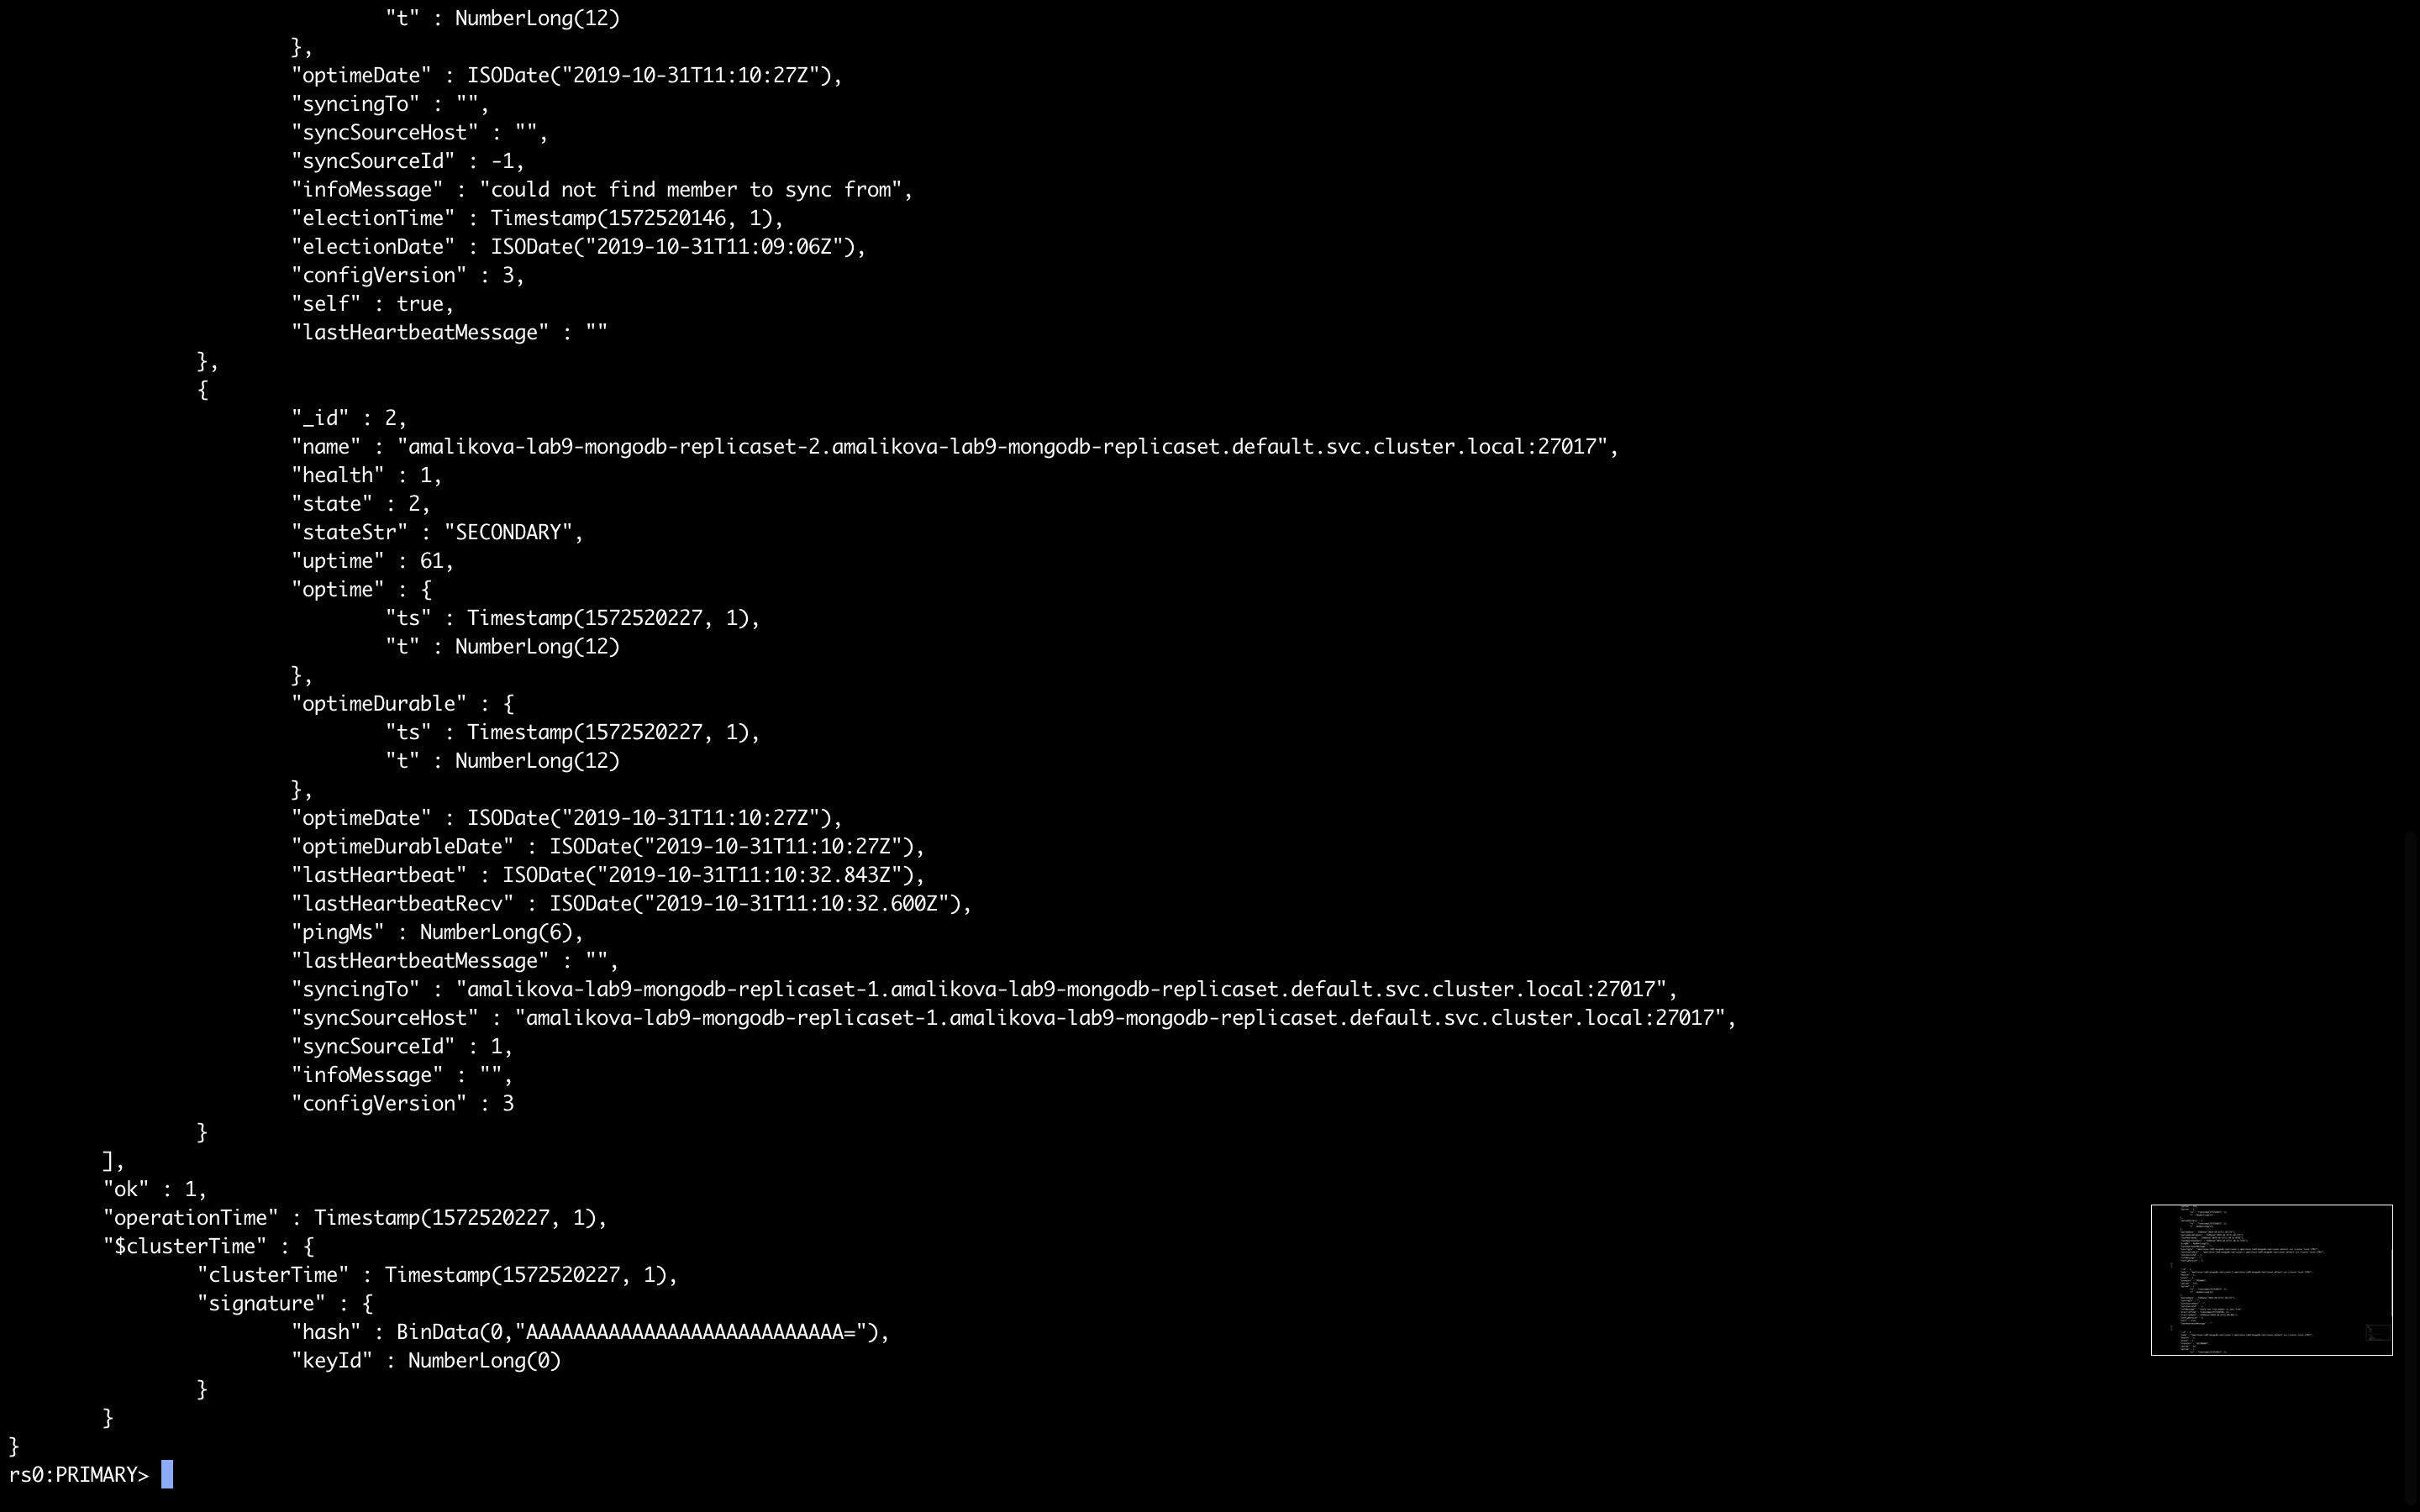 "t" : NumberLong(12)
},
"optimeDate" : ISODate("2019-10-31T11:10:27Z"),
"syncingTo" : "",
"syncSourceHost" : "",
"syncSourceId" : -1,
"infoMessage" : "could not find member to sync from",
"electionTime" : Timestamp(1572520146, 1),
"electionDate" : ISODate("2019-10-31T11:09:06Z"),
"configVersion" : 3,
"self" : true,
"lastHeartbeatMessage" : ""
},
{
"_id" : 2,
"name" : "amalikova-lab9-mongodb-replicaset-2.amalikova-lab9-mongodb-replicaset.default.svc.cluster.local:27017",
"health" : 1,
"state" : 2,
"stateStr" : "SECONDARY",
"uptime" : 61,
"optime" : {
"ts" : Timestamp(1572520227, 1),
"t" : NumberLong(12)
},
"optimeDurable" : {
"ts" : Timestamp(1572520227, 1),
"t" : NumberLong(12)
},
"optimeDate" : ISODate("2019-10-31T11:10:27Z"),
"optimeDurableDate" : ISODate("2019-10-31T11:10:27Z"),
"lastHeartbeat" : ISODate("2019-10-31T11:10:32.843Z"),
"lastHeartbeatRecv" : ISODate("2019-10-31T11:10:32.600Z"),
"pingMs" : NumberLong(6),
"lastHeartbeatMessage" : "",
"syncingTo" : "amalikova-lab9-mongodb-replicaset-1.amalikova-lab9-mongodb-replicaset.default.svc.cluster.local:27017",
"syncSourceHost" : "amalikova-lab9-mongodb-replicaset-1.amalikova-lab9-mongodb-replicaset.default.svc.cluster.local:27017",
"syncSourceId" : 1,
"infoMessage" : "",
"configVersion" : 3
}
],
"ok" : 1,
"operationTime" : Timestamp(1572520227, 1),
"$clusterTime" : {
"clusterTime" : Timestamp(1572520227, 1),
"signature" : {
"hash" : BinData(0,"AAAAAAAAAAAAAAAAAAAAAAAAAAA="),
"keyId" : NumberLong(0)
}
}
}
rs0:PRIMARY>